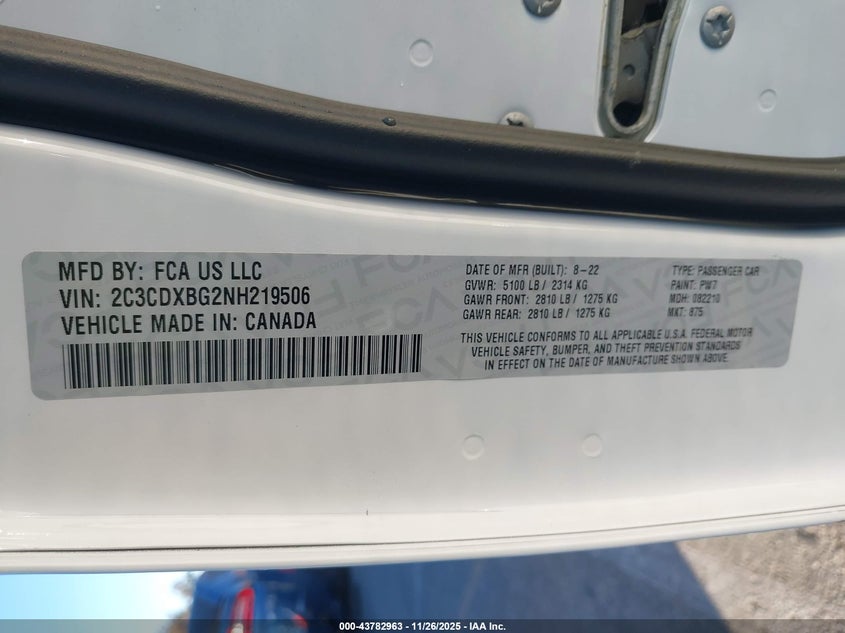 MFD BY: FCA US LLC
VIN: 2C3CDXBG2NH219506
VEHICLE MADE IN: CANADA
DATE OF MFR (BUILT): 8-22
GVWR: 5100 LB / 2314 KG
GAWR FRONT: 2810 LB / 1275 KG
GAWR REAR: 2810 LB / 1275 KG
TYPE: PASSENGER CAR
PAINT: PW7
MDH: 082210
MKT: 875
THIS VEHICLE CONFORMS TO ALL APPLICABLE U.S.A. FEDERAL MOTOR
VEHICLE SAFETY, BUMPER, AND THEFT PREVENTION STANDARDS
IN EFFECT ON THE DATE OF MANUFACTURE SHOWN ABOVE.
000-43782963 - 11/26/2025 - IAA Inc.